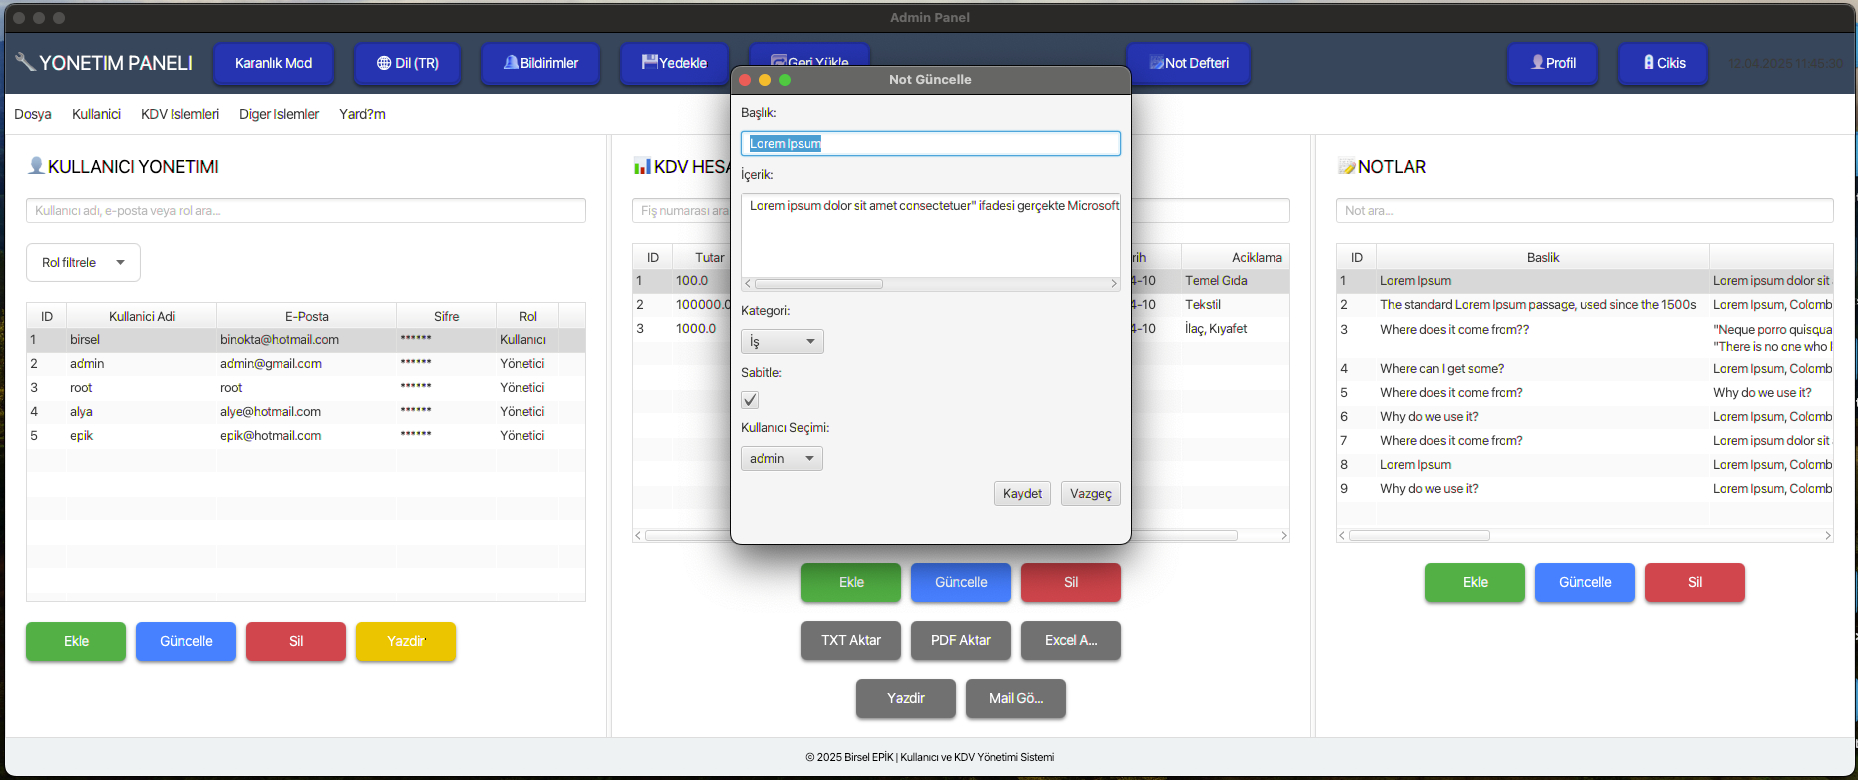 Admin Panel
YONETIM PANELI
Karanlık Mod
Dil (TR)
Bildirimler
Yedekle
Geri Yükle
Not Defteri
Profil
Cikis
12.04.2025 11:45:30
Dosya
Kullanici
KDV Islemleri
Diger Islemler
Yard?m
KULLANICI YONETIMI
Kullanıcı adı, e-posta veya rol ara...
Rol filtrele
ID Kullanici Adi E-Posta Sifre Rol
1 birsel binokta@hotmail.com ****** Kullanıcı
2 admin admin@gmail.com ****** Yönetici
3 root root ****** Yönetici
4 alya alye@hotmail.com ****** Yönetici
5 epik epik@hotmail.com ****** Yönetici
Ekle
Güncelle
Sil
Yazdir
KDV HESA
Fiş numarası ara
ID Tutar rih Aciklama
1 100.0 4-10 Temel Gıda
2 100000.0 4-10 Tekstil
3 1000.0 4-10 İlaç, Kıyafet
Ekle
Güncelle
Sil
TXT Aktar
PDF Aktar
Excel A...
Yazdir
Mail Gö...
Not Güncelle
Başlık:
Lorem Ipsum
İçerik:
Lorem ipsum dolor sit amet consectetuer" ifadesi gerçekte Microsoft
Kategori:
İş
Sabitle:
Kullanıcı Seçimi:
admin
Kaydet
Vazgeç
NOTLAR
Not ara...
ID Baslik
1 Lorem Ipsum Lorem ipsum dolor sit
2 The standard Lorem Ipsum passage, used since the 1500s Lorem Ipsum, Colomb
3 Where does it come from?? "Neque porro quisqua
"There is no one who l
4 Where can I get some? Lorem Ipsum, Colomb
5 Where does it come from? Why do we use it?
6 Why do we use it? Lorem Ipsum, Colomb
7 Where does it come from? Lorem ipsum dolor sit
8 Lorem Ipsum Lorem Ipsum, Colomb
9 Why do we use it? Lorem Ipsum, Colomb
Ekle
Güncelle
Sil
© 2025 Birsel EPİK | Kullanıcı ve KDV Yönetimi Sistemi